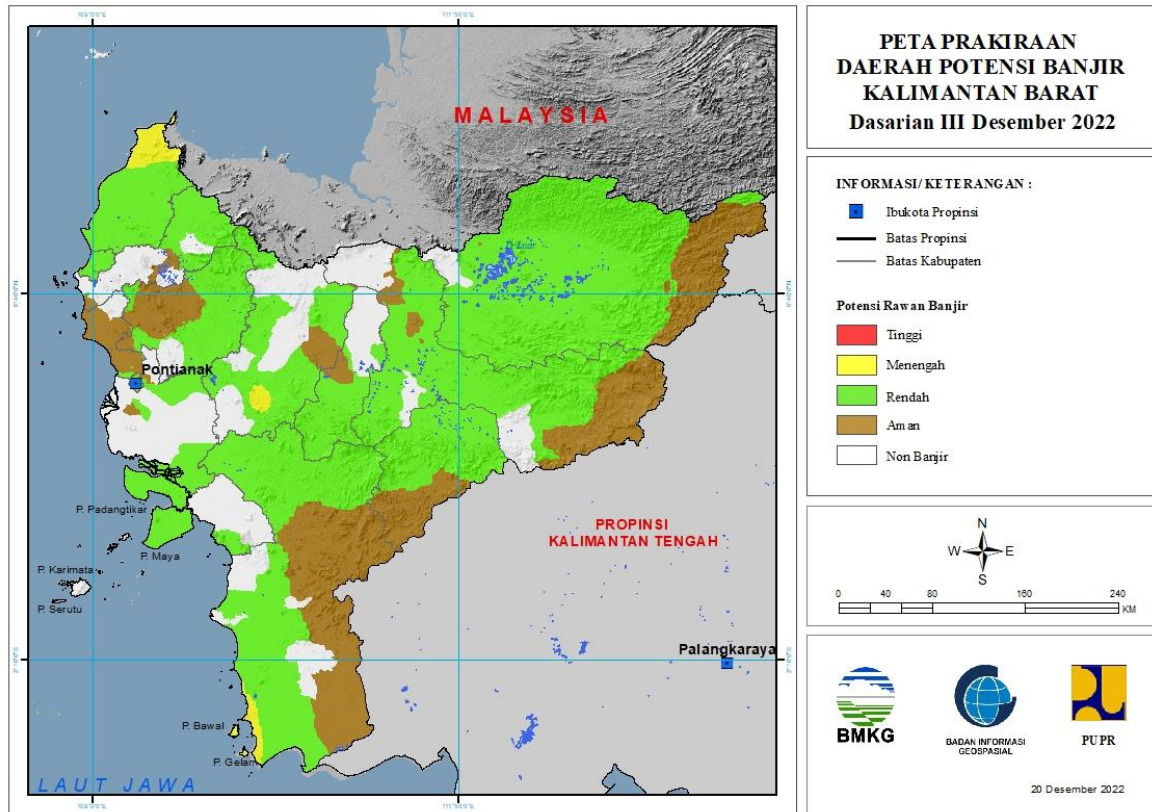 PETA PRAKIRAAN
DAERAH POTENSI BANJIR
KALIMANTAN BARAT
Dasarian III Desember 2022
INFORMASI/KETERANGAN :
Ibukota Propinsi
Batas Propinsi
Batas Kabupaten
Potensi Rawan Banjir
Tinggi
Menengah
Rendah
Aman
Non Banjir
N
W
E
S
0 40 80 160 240
KM
BMKG
BADAN INFORMASI
GEOSPASIAL
PUPR
20 Desember 2022
MALAYSIA
Pontianak
P. Padangtikar
P. Maya
P. Karimata
P. Serutu
PROPINSI
KALIMANTAN TENGAH
Palangkaraya
P. Bawal
P. Gelam
LAUT JAWA